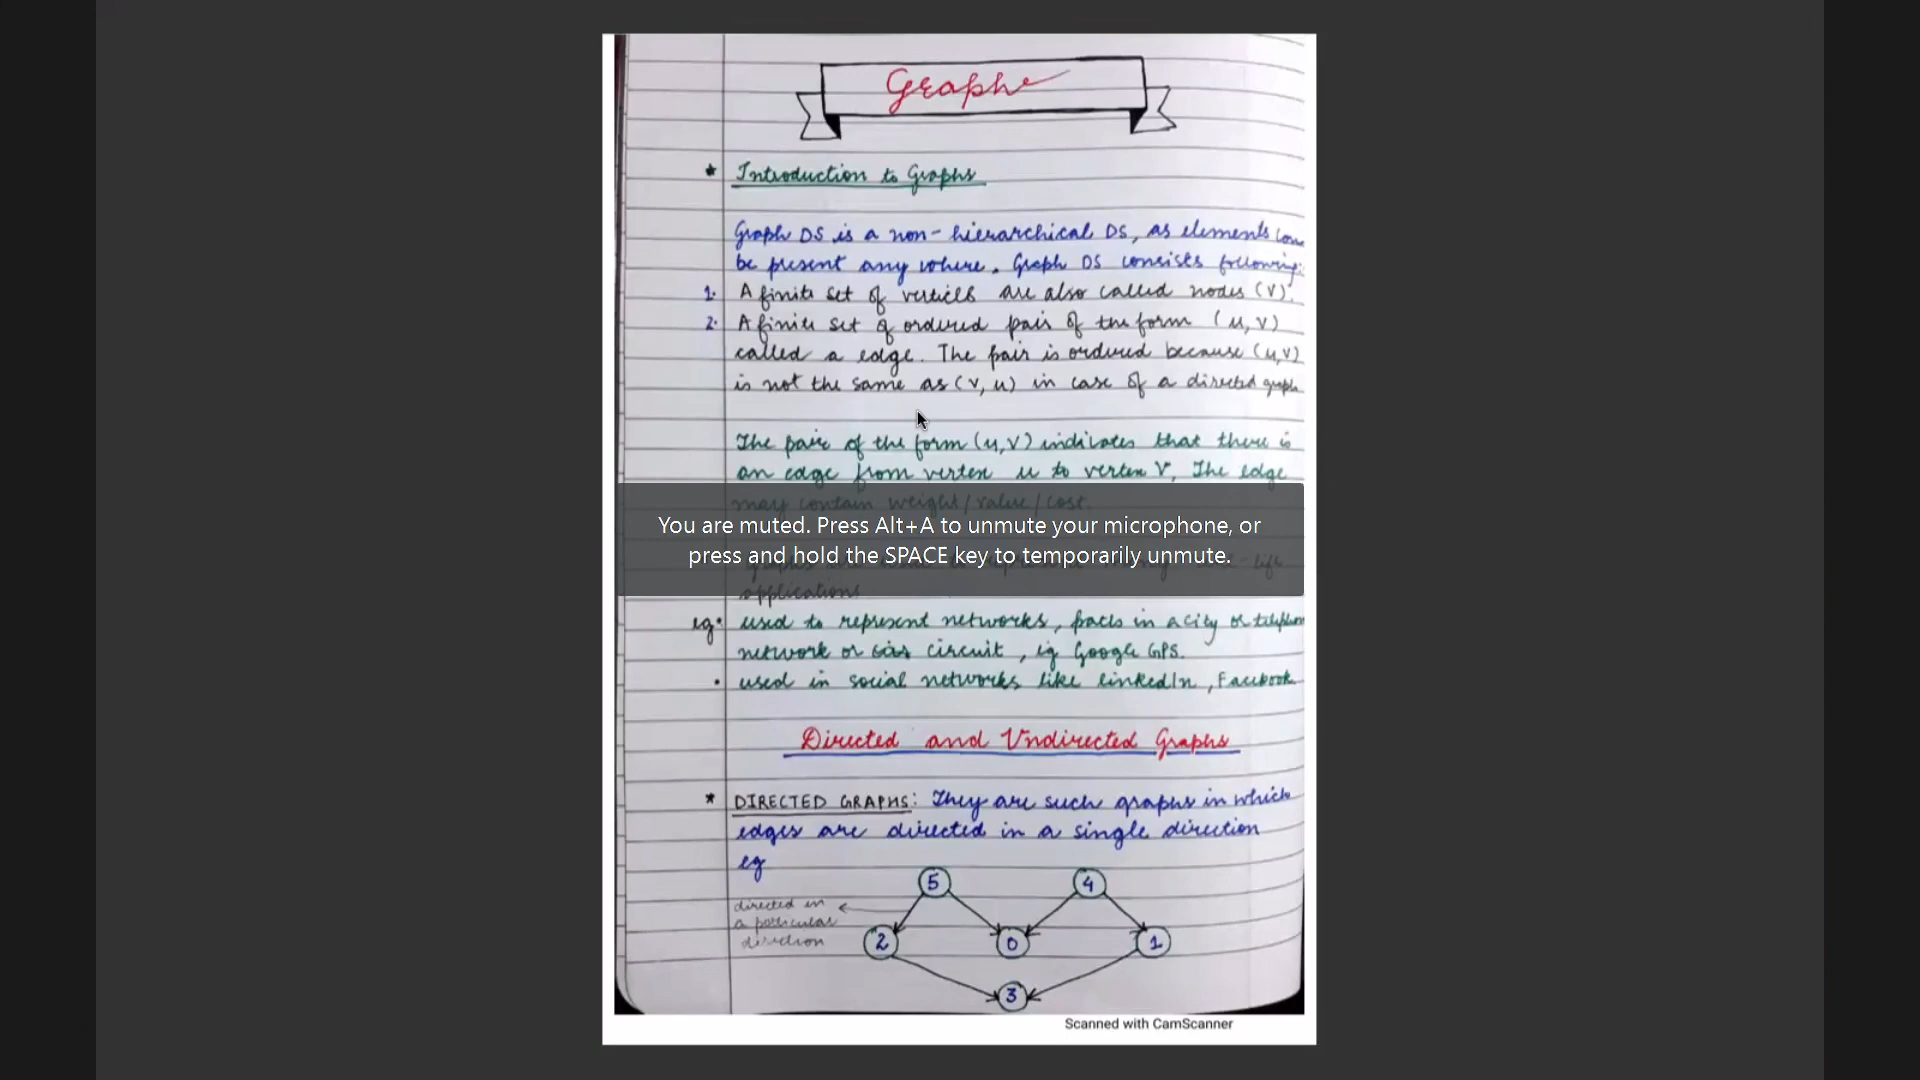 Graphs
* Introduction to Graphs
Graph DS is a non-hierarchical DS, as elements can
be present any where. Graph DS consists following:
1. A finite set of vertices are also called nodes (V).
2. A finite set of ordered pair of the form (u,v)
called a edge. The pair is ordered because (u,v)
is not the same as (v,u) in case of a directed graph
The pair of the form (u,v) indicates that there is
an edge from vertex u to vertex v, The edge
may contain weight/value/cost.
You are muted. Press Alt+A to unmute your microphone, or
press and hold the SPACE key to temporarily unmute.
applications
eg • used to represent networks, paths in a city or telephone
network or circuit, eg Google GPS.
• used in social networks like linkedIn, Facebook
Directed and Undirected Graphs
* DIRECTED GRAPHS: They are such graphs in which
edges are directed in a single direction
eg
5 4
directed in
a particular
direction
2 0 1
3
Scanned with CamScanner